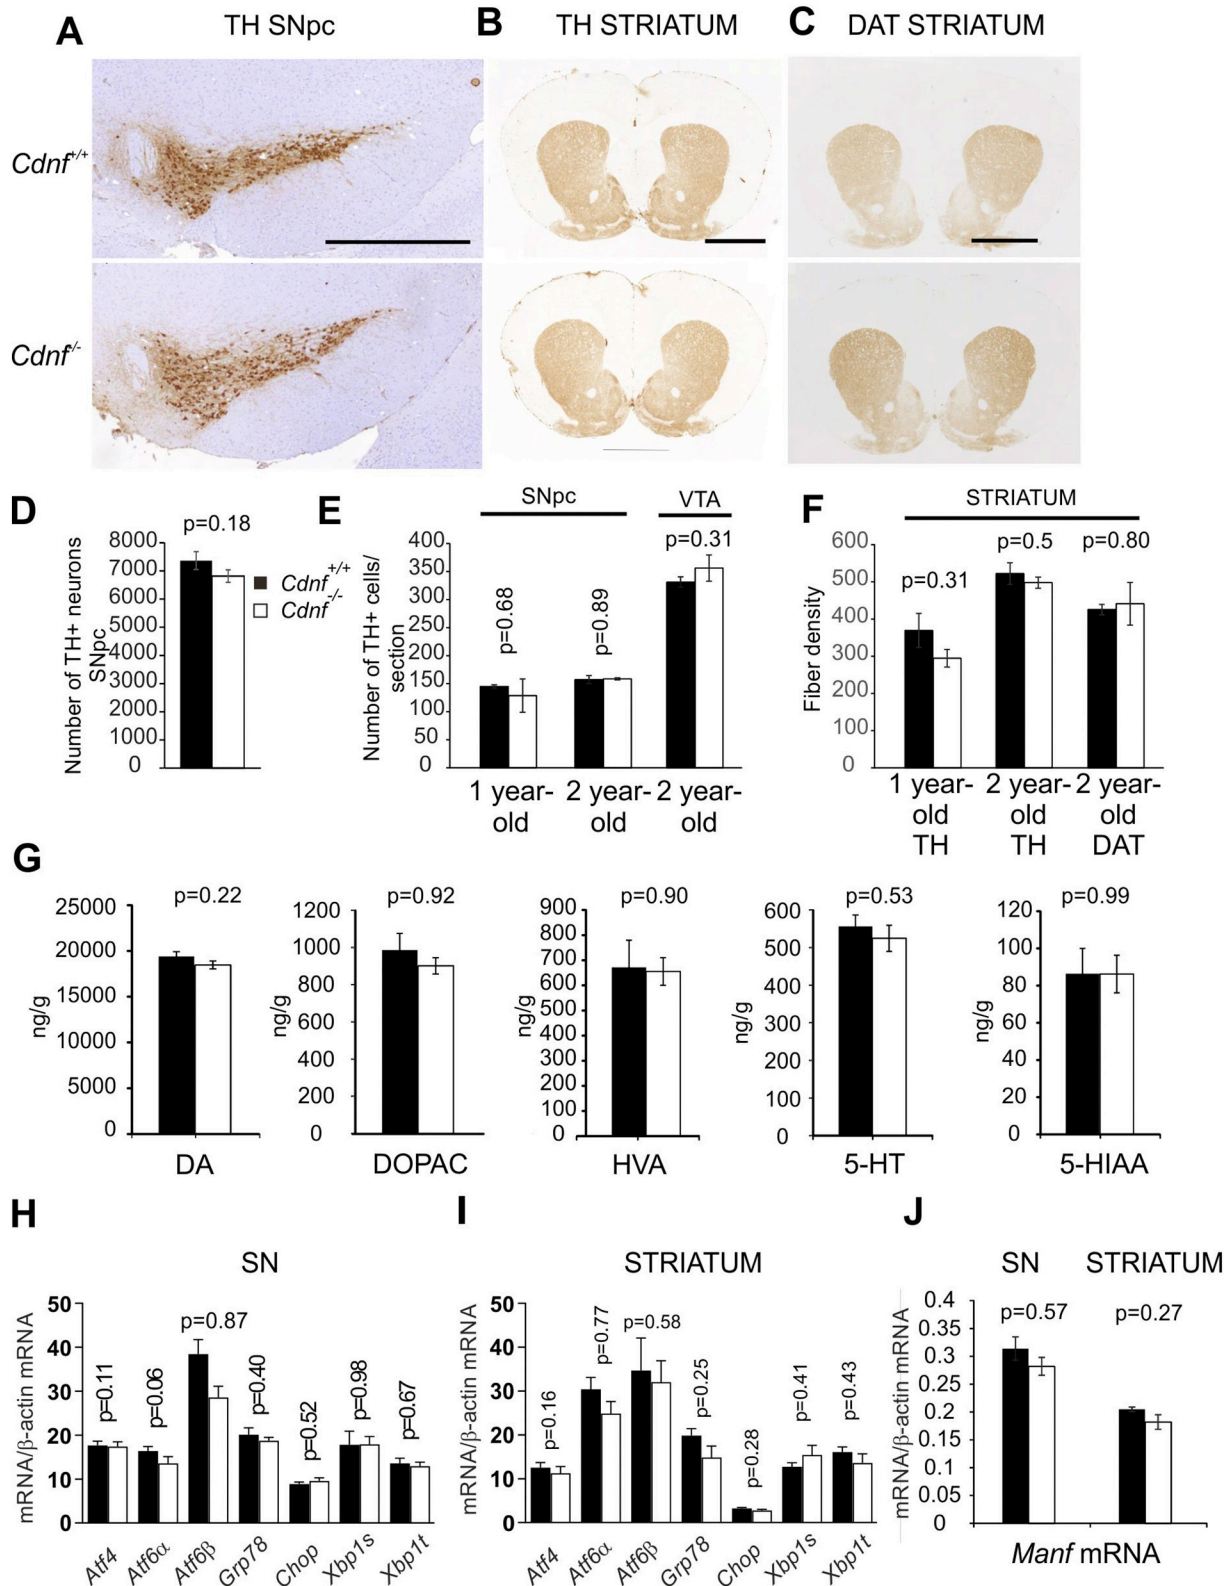 A
TH SNpc
B
TH STRIATUM
C
DAT STRIATUM
Cdnf+/+
Cdnf-/-
D
p=0.18
Number of TH+ neurons
SNpc
8000
7000
6000
5000
4000
3000
2000
1000
0
Cdnf+/+
Cdnf-/-
E
SNpc
VTA
p=0.68
p=0.89
p=0.31
Number of TH+ cells/
section
400
350
300
250
200
150
100
50
0
1 year-
old
2 year-
old
2 year-
old
F
STRIATUM
p=0.31
p=0.5
p=0.80
Fiber density
600
500
400
300
200
100
0
1 year-
old
TH
2 year-
old
TH
2 year-
old
DAT
G
p=0.22
ng/g
25000
20000
15000
10000
5000
0
DA
p=0.92
ng/g
1200
1000
800
600
400
200
0
DOPAC
p=0.90
ng/g
900
800
700
600
500
400
300
200
100
0
HVA
p=0.53
ng/g
600
500
400
300
200
100
0
5-HT
p=0.99
ng/g
120
100
80
60
40
20
0
5-HIAA
H
SN
mRNA/β-actin mRNA
50
40
30
20
10
0
p=0.11
p=0.06
p=0.87
p=0.40
p=0.52
p=0.98
p=0.67
Atf4
Atf6α
Atf6β
Grp78
Chop
Xbp1s
Xbp1t
I
STRIATUM
mRNA/β-actin mRNA
50
40
30
20
10
0
p=0.16
p=0.77
p=0.58
p=0.25
p=0.28
p=0.41
p=0.43
Atf4
Atf6α
Atf6β
Grp78
Chop
Xbp1s
Xbp1t
J
SN
STRIATUM
p=0.57
p=0.27
mRNA/β-actin mRNA
0.4
0.35
0.3
0.25
0.2
0.15
0.1
0.05
0
Manf mRNA